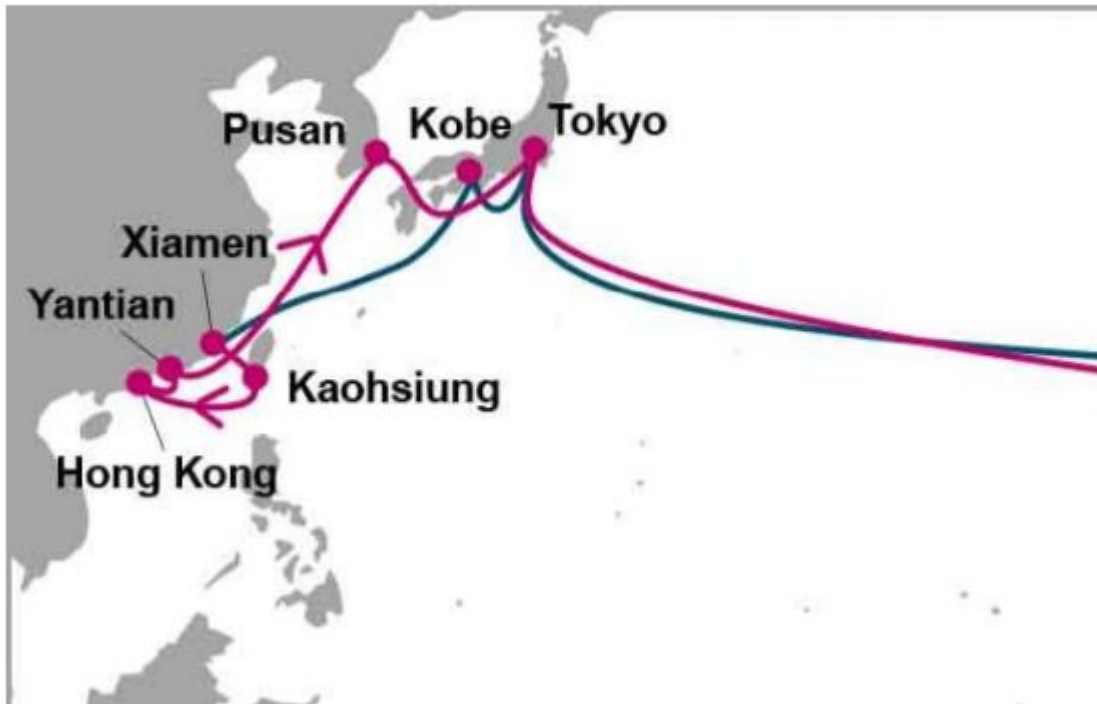 Pusan
Kobe
Tokyo
Xiamen
Yantian
Kaohsiung
Hong Kong